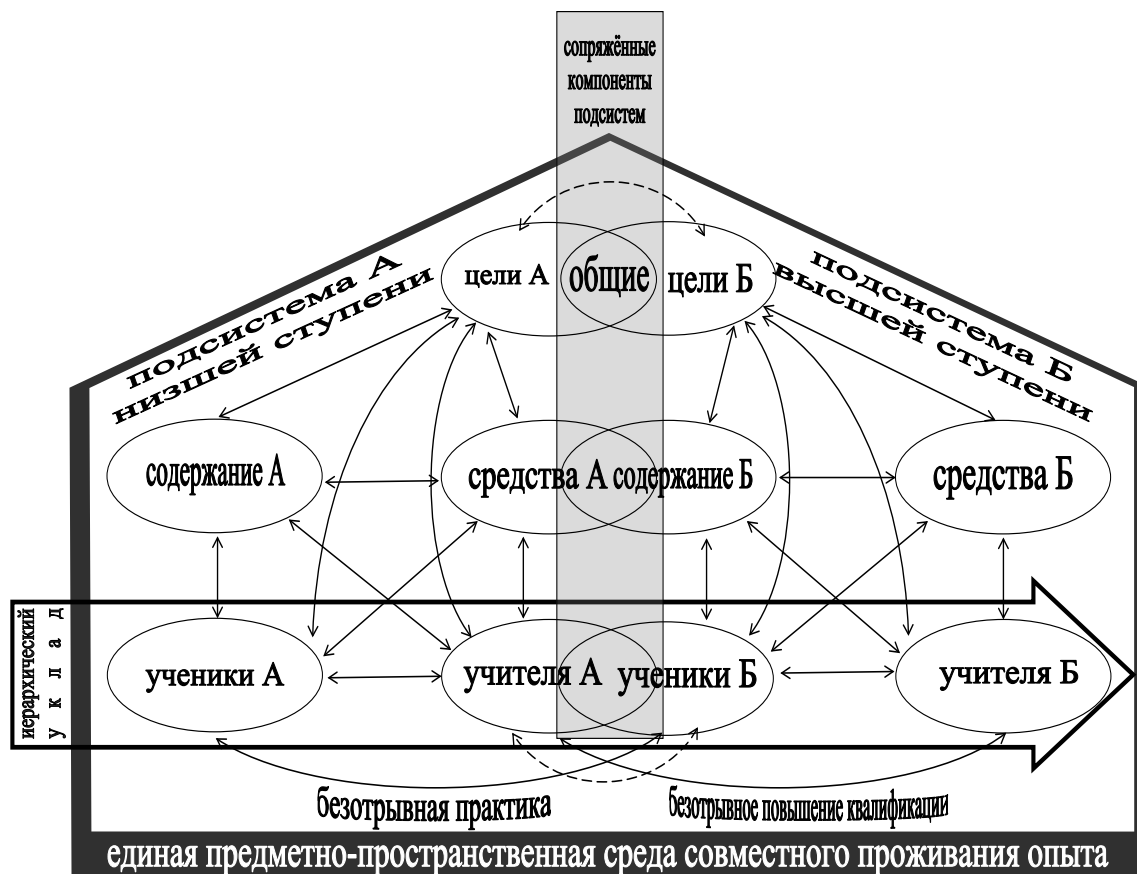 сопряжённые
компоненты
подсистем
подсистема А
низшей ступени
подсистема Б
высшей ступени
цели А
общие
цели Б
содержание А
средства А
содержание Б
средства Б
иерархический
уклад
ученики А
учителя А
ученики Б
учителя Б
безотрывная практика
безотрывное повышение квалификации
единая предметно-пространственная среда совместного проживания опыта